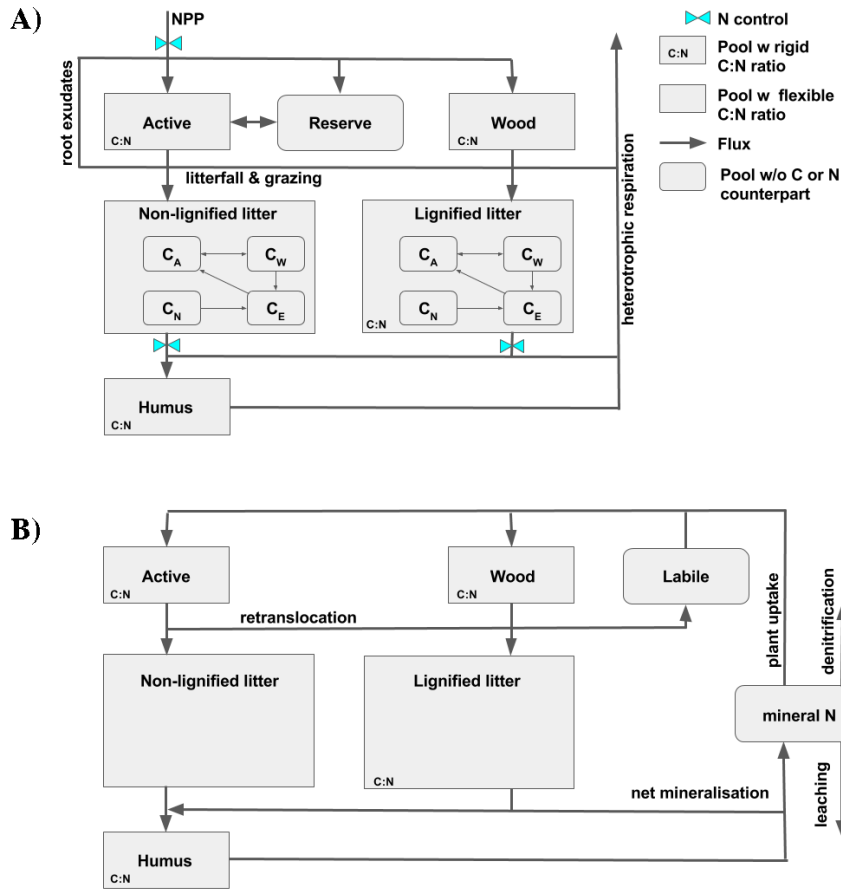 A)
NPP
N control
C:N
Pool w rigid
C:N ratio
Pool w flexible
C:N ratio
Flux
Pool w/o C or N
counterpart
root exudates
Active
C:N
Reserve
Wood
C:N
litterfall & grazing
heterotrophic respiration
Non-lignified litter
C_A
C_W
C_N
C_E
Lignified litter
C_A
C_W
C_N
C_E
C:N
Humus
C:N
B)
Active
C:N
Wood
C:N
Labile
retranslocation
plant uptake
denitrification
Non-lignified litter
Lignified litter
C:N
mineral N
net mineralisation
leaching
Humus
C:N